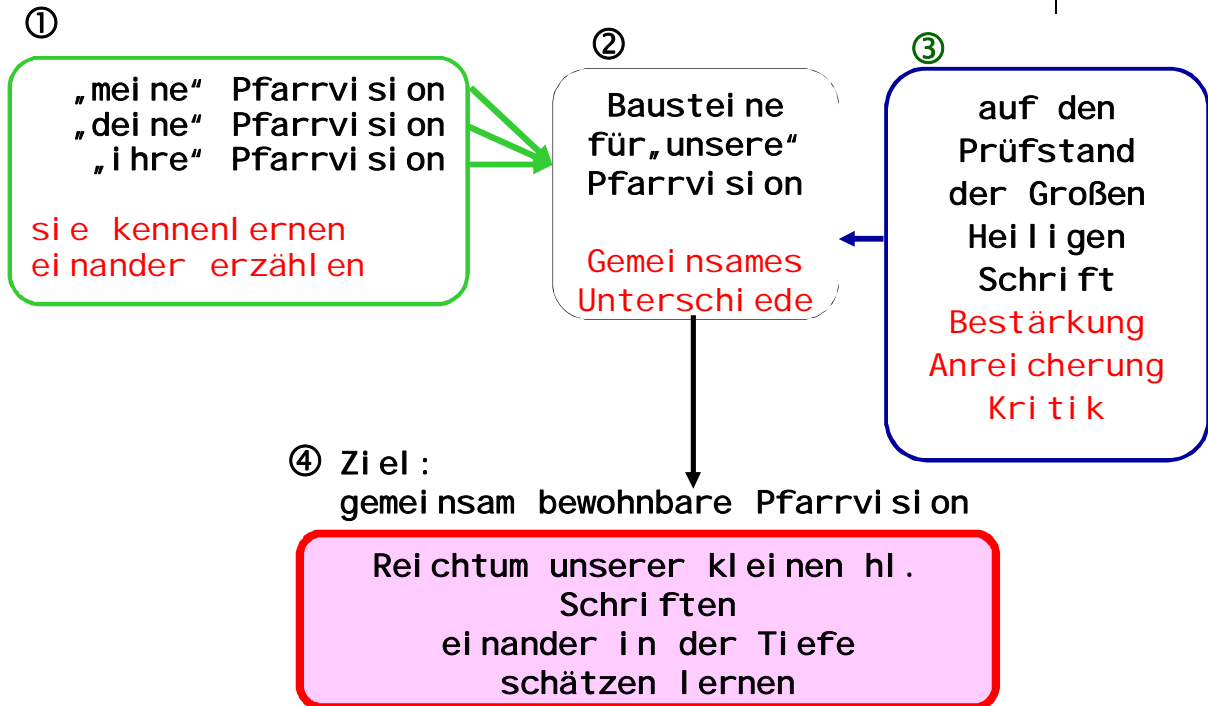 ①
„meine“ Pfarrvision
„deine“ Pfarrvision
„ihre“ Pfarrvision
sie kennenlernen
einander erzählen
②
Bausteine
für„unsere“
Pfarrvision
Gemeinsames
Unterschiede
③
auf den
Prüfstand
der Großen
Heiligen
Schrift
Bestärkung
Anreicherung
Kritik
④ Ziel:
gemeinsam bewohnbare Pfarrvision
Reichtum unserer kleinen hl.
Schriften
einander in der Tiefe
schätzen lernen